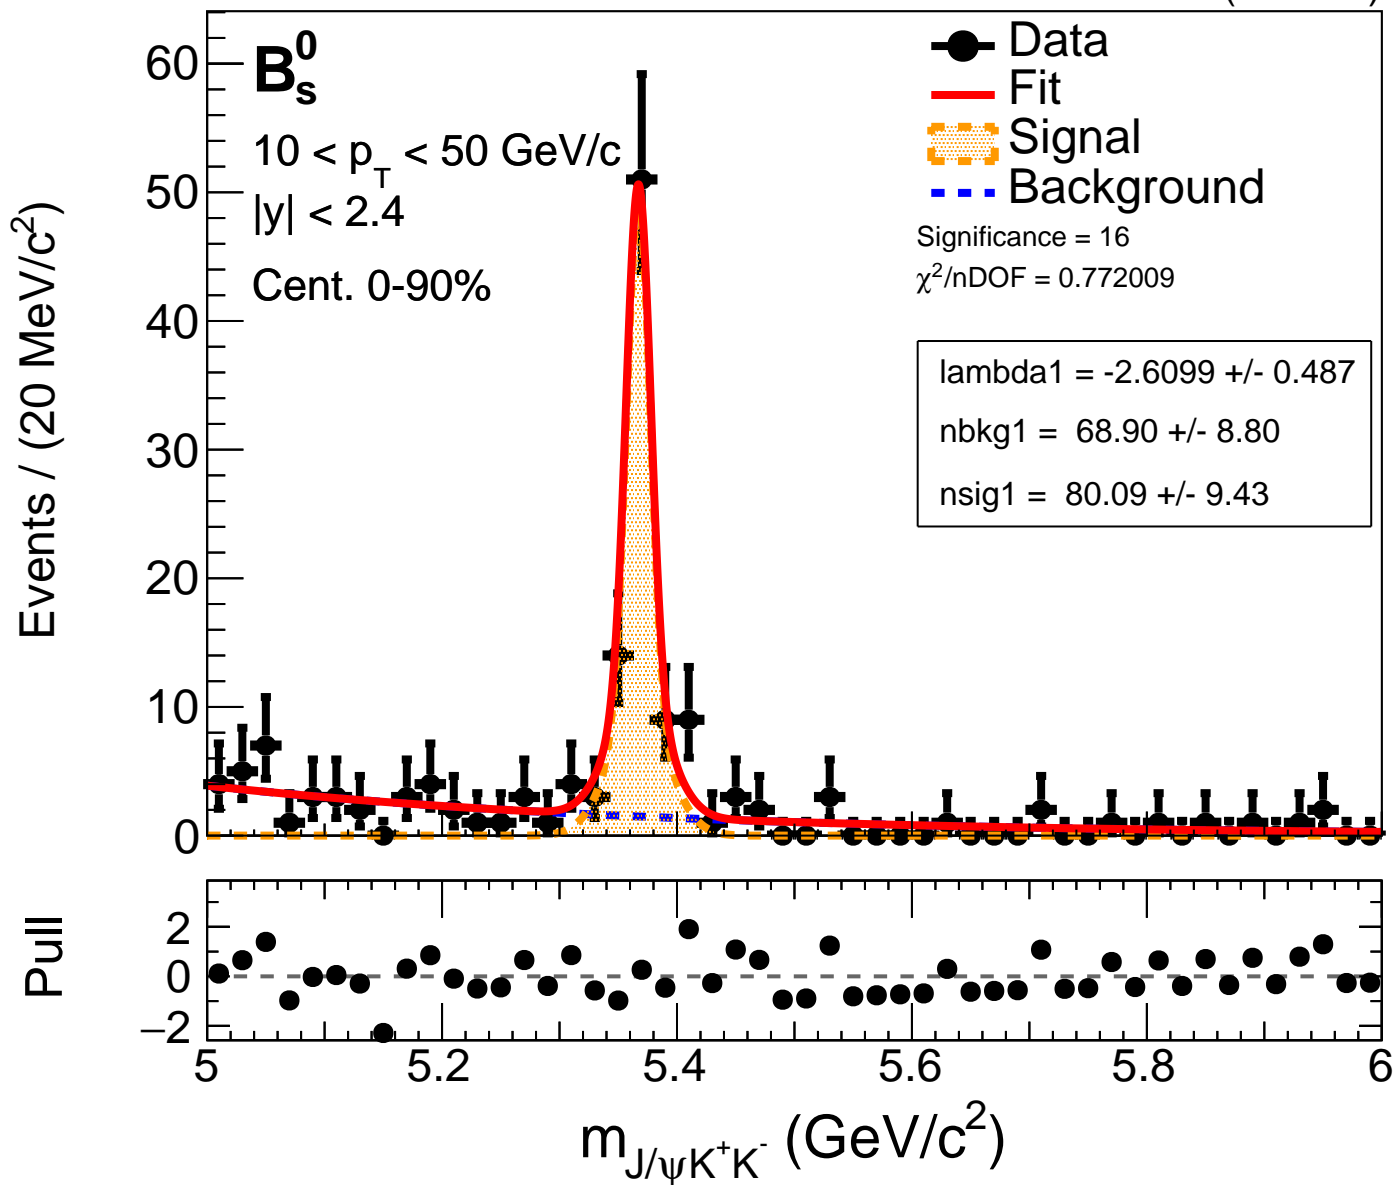 B⁰ₛ
10 < p_T < 50 GeV/c
|y| < 2.4
Cent. 0-90%
Data
Fit
Signal
Background
Significance = 16
χ²/nDOF = 0.772009
lambda1 = -2.6099 +/- 0.487
nbkg1 = 68.90 +/- 8.80
nsig1 = 80.09 +/- 9.43
Events / (20 MeV/c²)
60
50
40
30
20
10
0
Pull
2
0
−2
5 5.2 5.4 5.6 5.8 6
m_{J/ψK⁺K⁻} (GeV/c²)